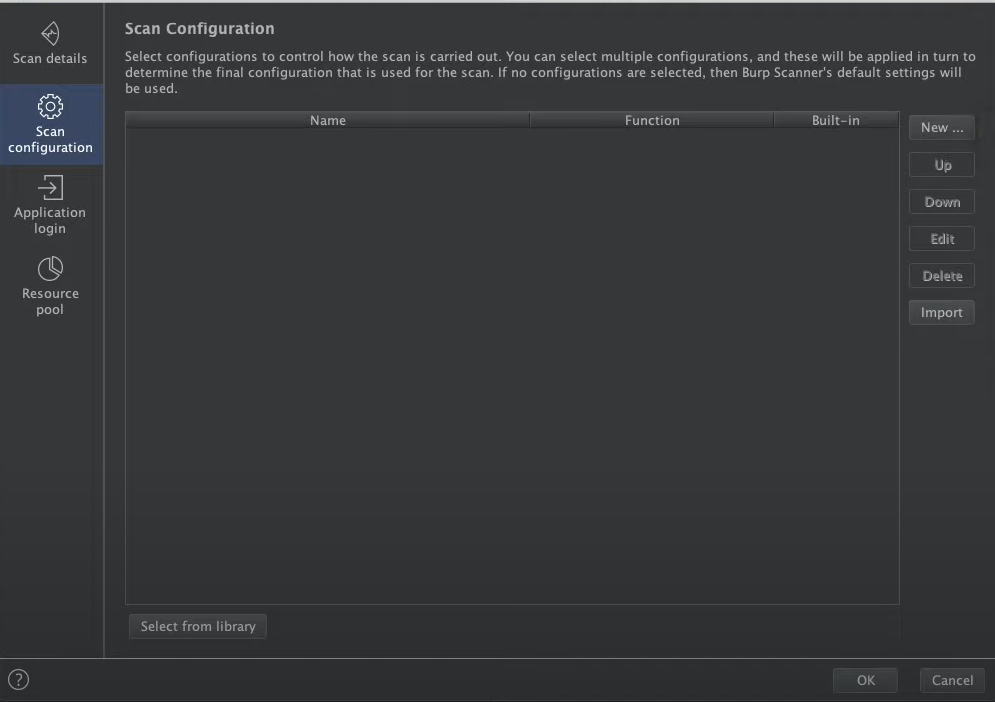 Scan details
Scan
configuration
Application
login
Resource
pool
Scan Configuration
Select configurations to control how the scan is carried out. You can select multiple configurations, and these will be applied in turn to
determine the final configuration that is used for the scan. If no configurations are selected, then Burp Scanner's default settings will
be used.
Name Function Built-in
New ...
Up
Down
Edit
Delete
Import
Select from library
?
OK Cancel